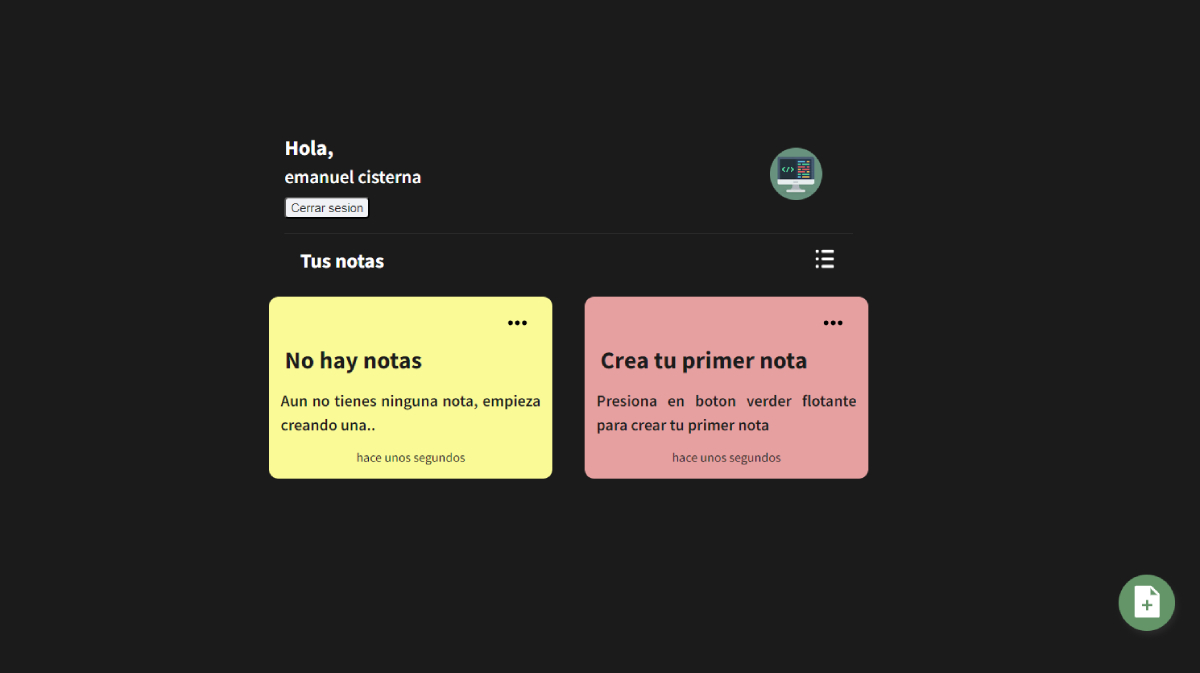 Hola,
emanuel cisterna
Cerrar sesion
Tus notas
No hay notas
Aun no tienes ninguna nota, empieza
creando una..
hace unos segundos
Crea tu primer nota
Presiona en boton verder flotante
para crear tu primer nota
hace unos segundos